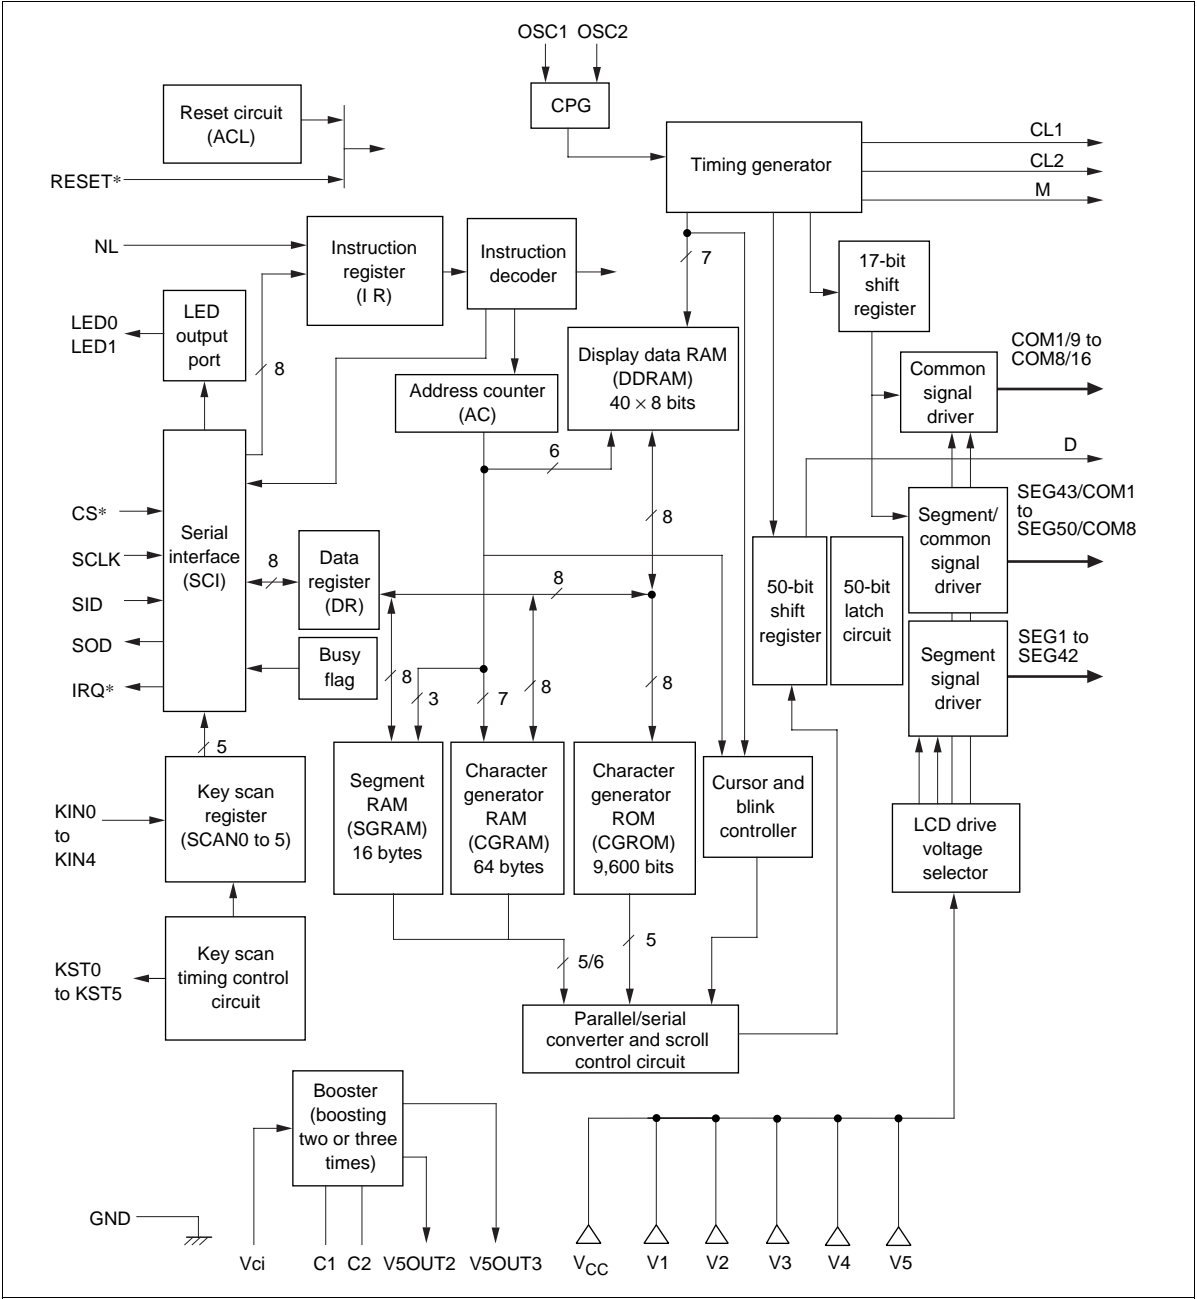 OSC1 OSC2
CPG
Reset circuit
(ACL)
RESET*
Timing generator
CL1
CL2
M
NL
Instruction
register
(I R)
Instruction
decoder
7
17-bit
shift
register
LED0
LED1
LED
output
port
8
Address counter
(AC)
Display data RAM
(DDRAM)
40 × 8 bits
Common
signal
driver
COM1/9 to
COM8/16
6
D
CS*
SCLK
SID
SOD
IRQ*
Serial
interface
(SCI)
8
Data
register
(DR)
Busy
flag
8
8
8
3
7
8
8
50-bit
shift
register
50-bit
latch
circuit
Segment/
common
signal
driver
SEG43/COM1
to
SEG50/COM8
Segment
signal
driver
SEG1 to
SEG42
5
KIN0
to
KIN4
Key scan
register
(SCAN0 to 5)
Segment
RAM
(SGRAM)
16 bytes
Character
generator
RAM
(CGRAM)
64 bytes
Character
generator
ROM
(CGROM)
9,600 bits
Cursor and
blink
controller
LCD drive
voltage
selector
KST0
to KST5
Key scan
timing control
circuit
5/6
5
Parallel/serial
converter and scroll
control circuit
Booster
(boosting
two or three
times)
GND
Vci
C1
C2
V5OUT2
V5OUT3
VCC
V1
V2
V3
V4
V5